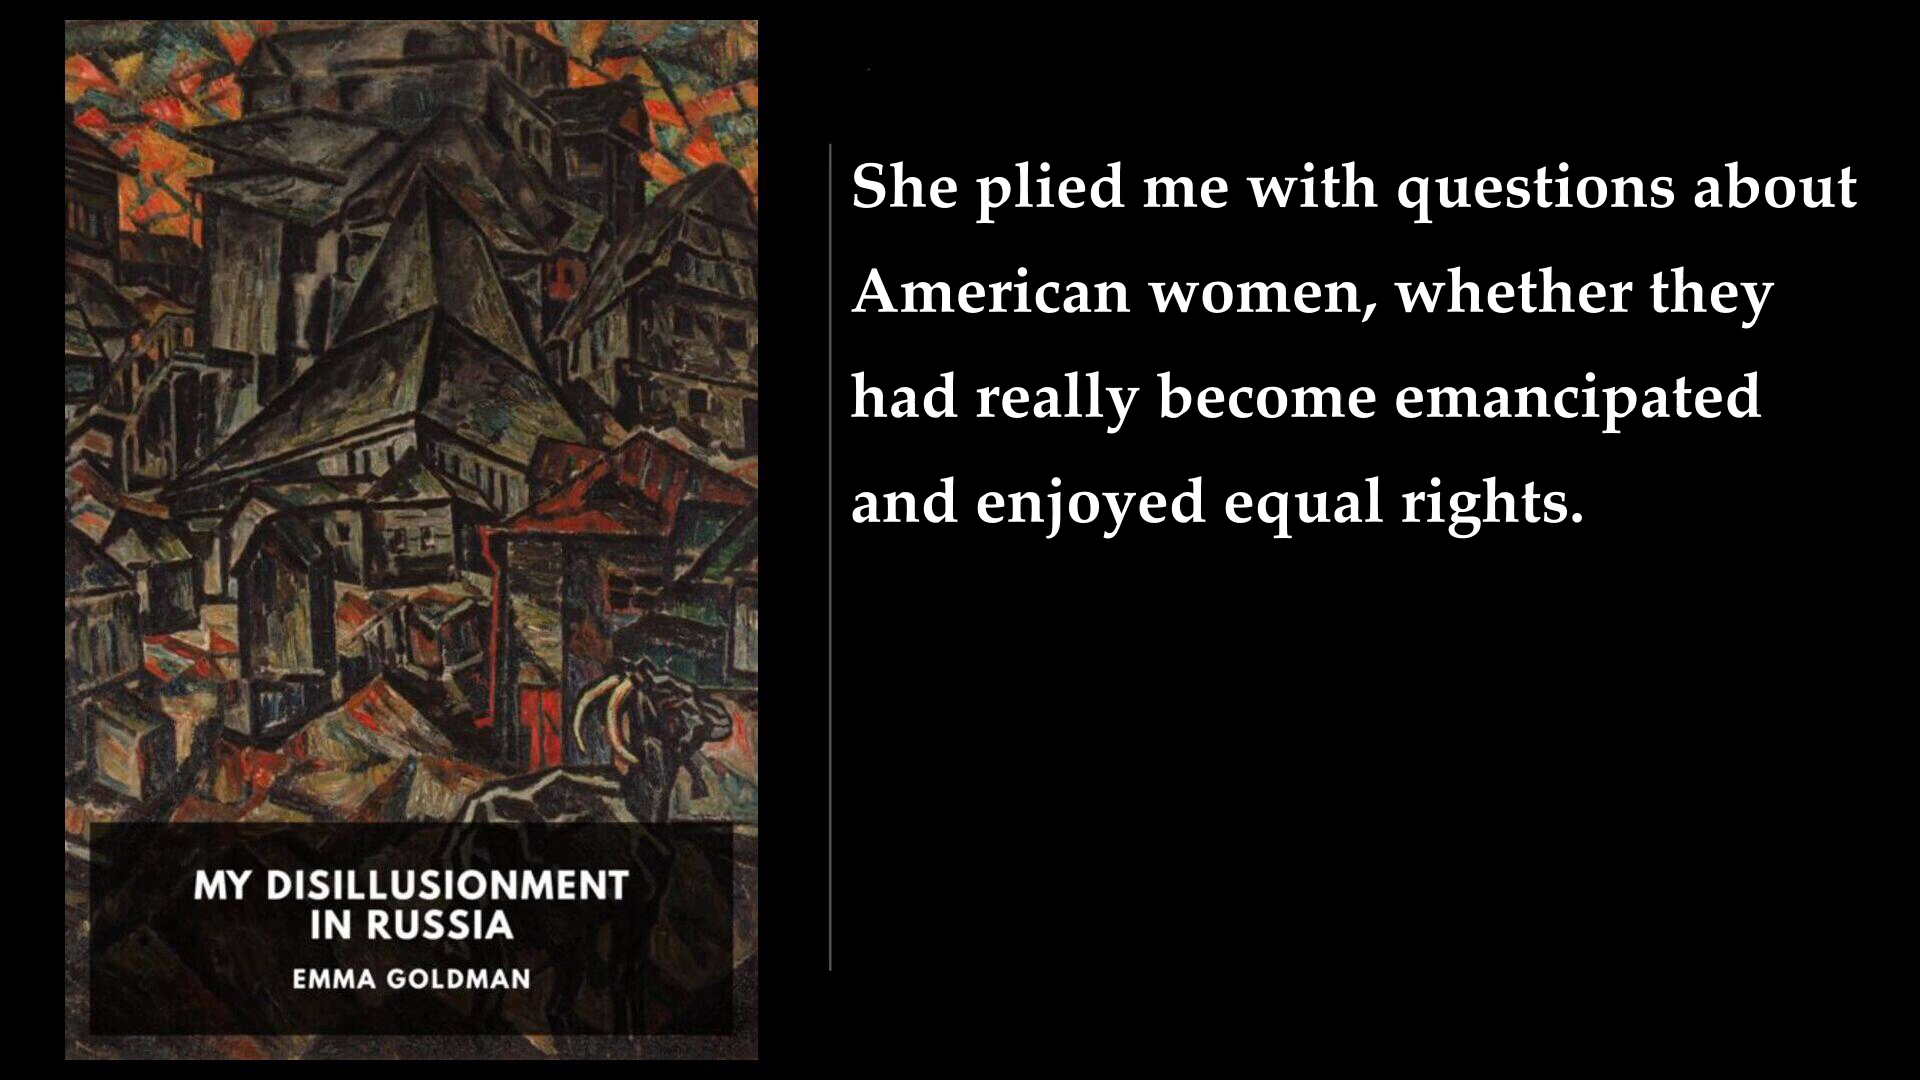 She plied me with questions about
American women, whether they
had really become emancipated
and enjoyed equal rights.
MY DISILLUSIONMENT
IN RUSSIA
EMMA GOLDMAN